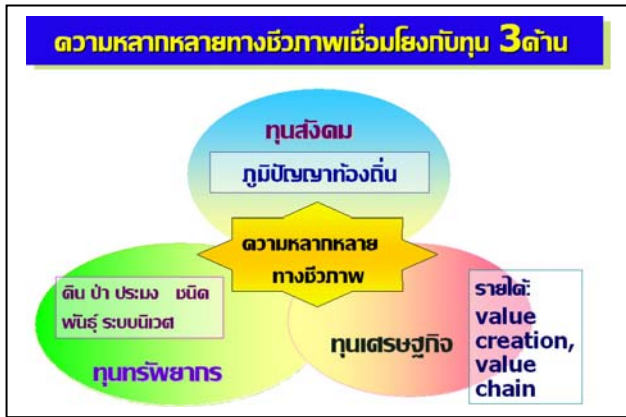 ความหลากหลายทางชีวภาพเชื่อมโยงกับทุน 3ด้าน
ทุนสังคม
ภูมิปัญญาท้องถิ่น
ความหลากหลาย
ทางชีวภาพ
ดิน ป่า ประมง ชนิด
พันธุ์ ระบบนิเวศ
ทุนทรัพยากร
ทุนเศรษฐกิจ
รายได้:
value
creation,
value
chain